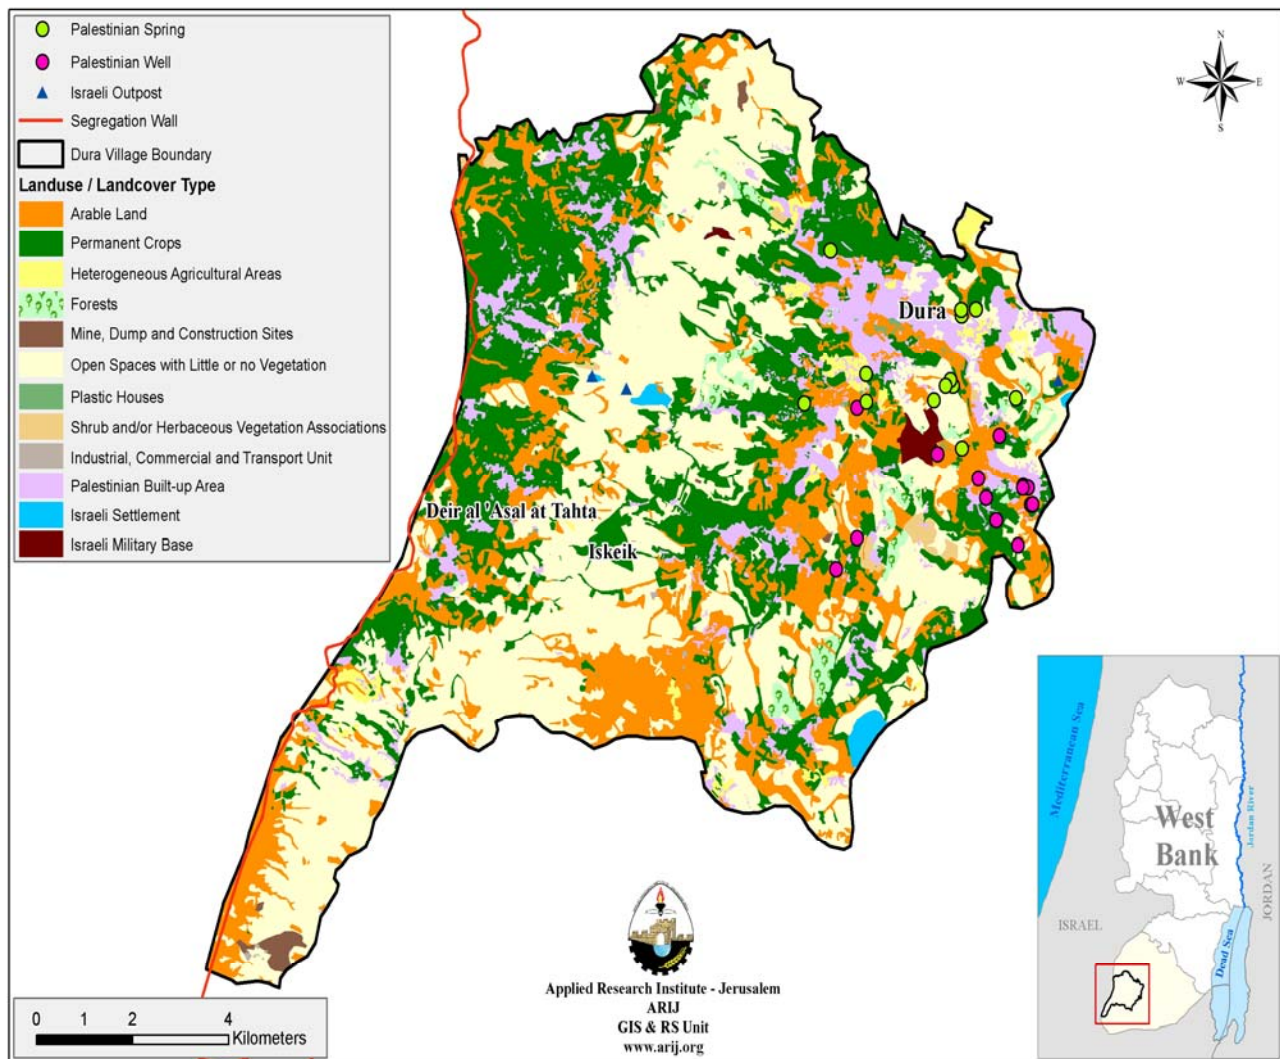 Palestinian Spring
Palestinian Well
Israeli Outpost
Segregation Wall
Dura Village Boundary
Landuse / Landcover Type
Arable Land
Permanent Crops
Heterogeneous Agricultural Areas
Forests
Mine, Dump and Construction Sites
Open Spaces with Little or no Vegetation
Plastic Houses
Shrub and/or Herbaceous Vegetation Associations
Industrial, Commercial and Transport Unit
Palestinian Built-up Area
Israeli Settlement
Israeli Military Base
N
W
E
S
Dura
Deir al 'Asal at Tahta
Iskeik
0 1 2 4
Kilometers
Applied Research Institute - Jerusalem
ARIJ
GIS & RS Unit
www.arij.org
Mediterranean Sea
West
Bank
Jordan River
JORDAN
ISRAEL
Dead Sea